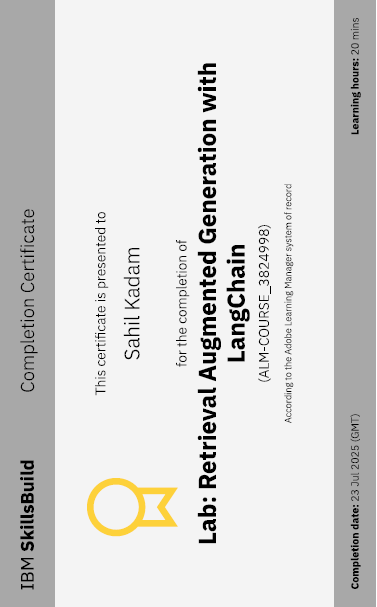 IBM SkillsBuild
Completion Certificate
This certificate is presented to
Sahil Kadam
for the completion of
Lab: Retrieval Augmented Generation with
LangChain
(ALM-COURSE_3824998)
According to the Adobe Learning Manager system of record
Completion date: 23 Jul 2025 (GMT)
Learning hours: 20 mins